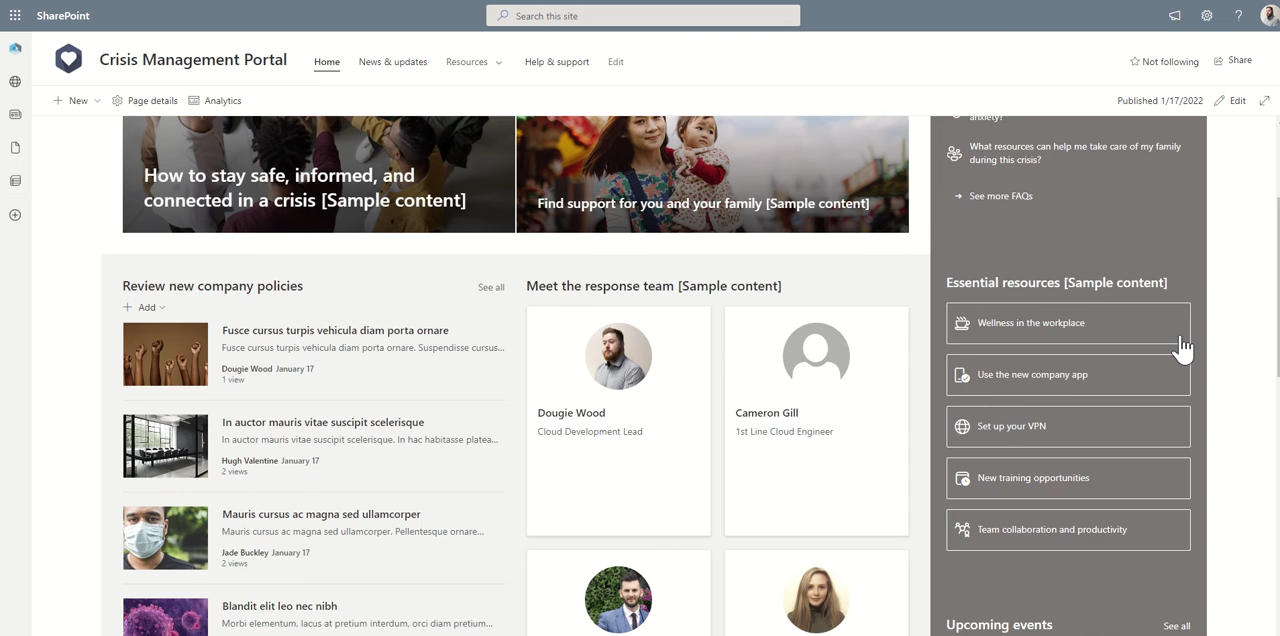 SharePoint
Search this site
?
Crisis Management Portal
Home
News & updates
Resources
Help & support
Edit
Not following
Share
New
Page details
Analytics
Published 1/17/2022
Edit
How to stay safe, informed, and
connected in a crisis [Sample content]
Find support for you and your family [Sample content]
anxiety?
What resources can help me take care of my family
during this crisis?
See more FAQs
Review new company policies
See all
Add
Fusce cursus turpis vehicula diam porta ornare
Fusce cursus turpis vehicula diam porta ornare. Suspendisse cursus...
Dougie Wood January 17
1 view
In auctor mauris vitae suscipit scelerisque
In auctor mauris vitae suscipit scelerisque. In hac habitasse platea...
Hugh Valentine January 17
2 views
Mauris cursus ac magna sed ullamcorper
Mauris cursus ac magna sed ullamcorper. Pellentesque ornare...
Jade Buckley January 17
2 views
Blandit elit leo nec nibh
Morbi elementum, lacus at pretium interdum, orci diam pretium...
Meet the response team [Sample content]
Dougie Wood
Cloud Development Lead
Cameron Gill
1st Line Cloud Engineer
Essential resources [Sample content]
Wellness in the workplace
Use the new company app
Set up your VPN
New training opportunities
Team collaboration and productivity
Upcoming events
See all